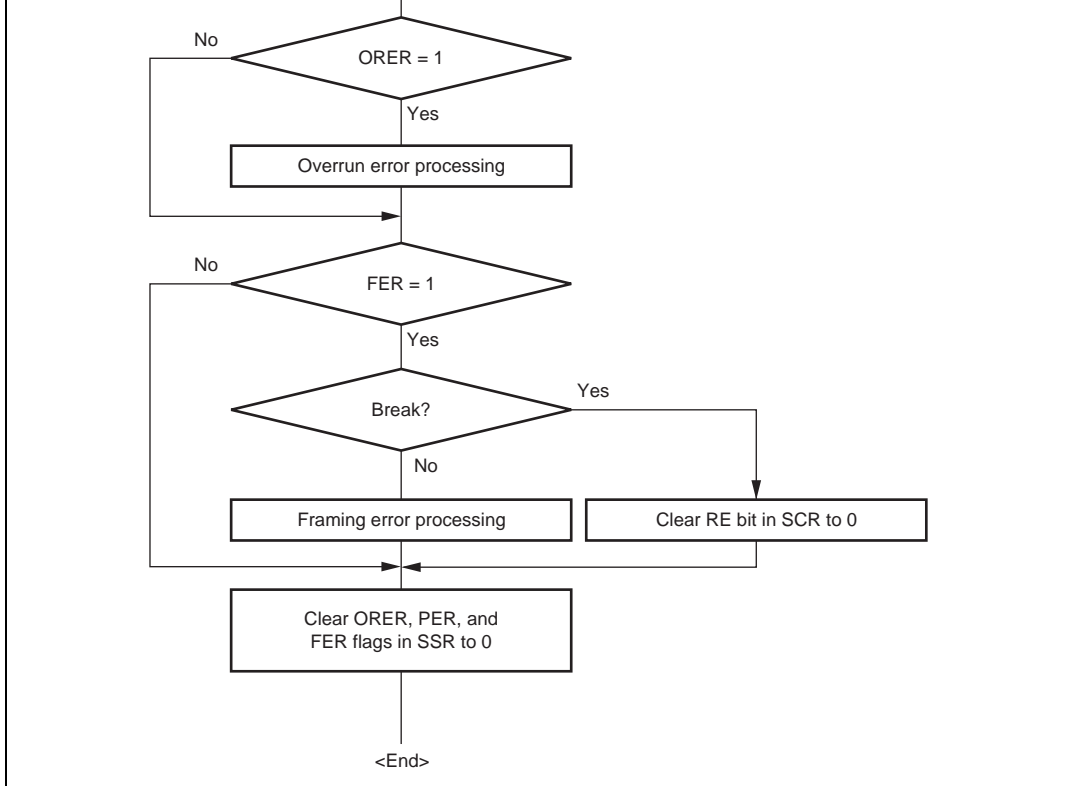 No
ORER = 1
Yes
Overrun error processing
No
FER = 1
Yes
Break?
Yes
No
Framing error processing
Clear RE bit in SCR to 0
Clear ORER, PER, and
FER flags in SSR to 0
<End>